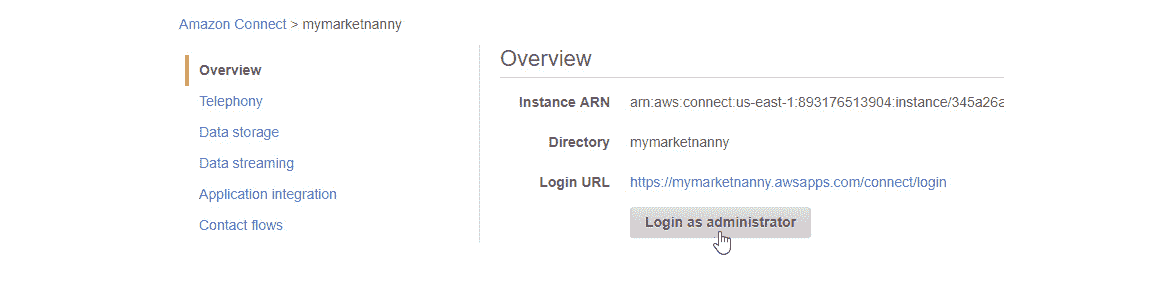 Amazon Connect > mymarketnanny
Overview
Telephony
Data storage
Data streaming
Application integration
Contact flows
Overview
Instance ARN arn:aws:connect:us-east-1:893176513904:instance/345a26a
Directory mymarketnanny
Login URL https://mymarketnanny.awsapps.com/connect/login
Login as administrator